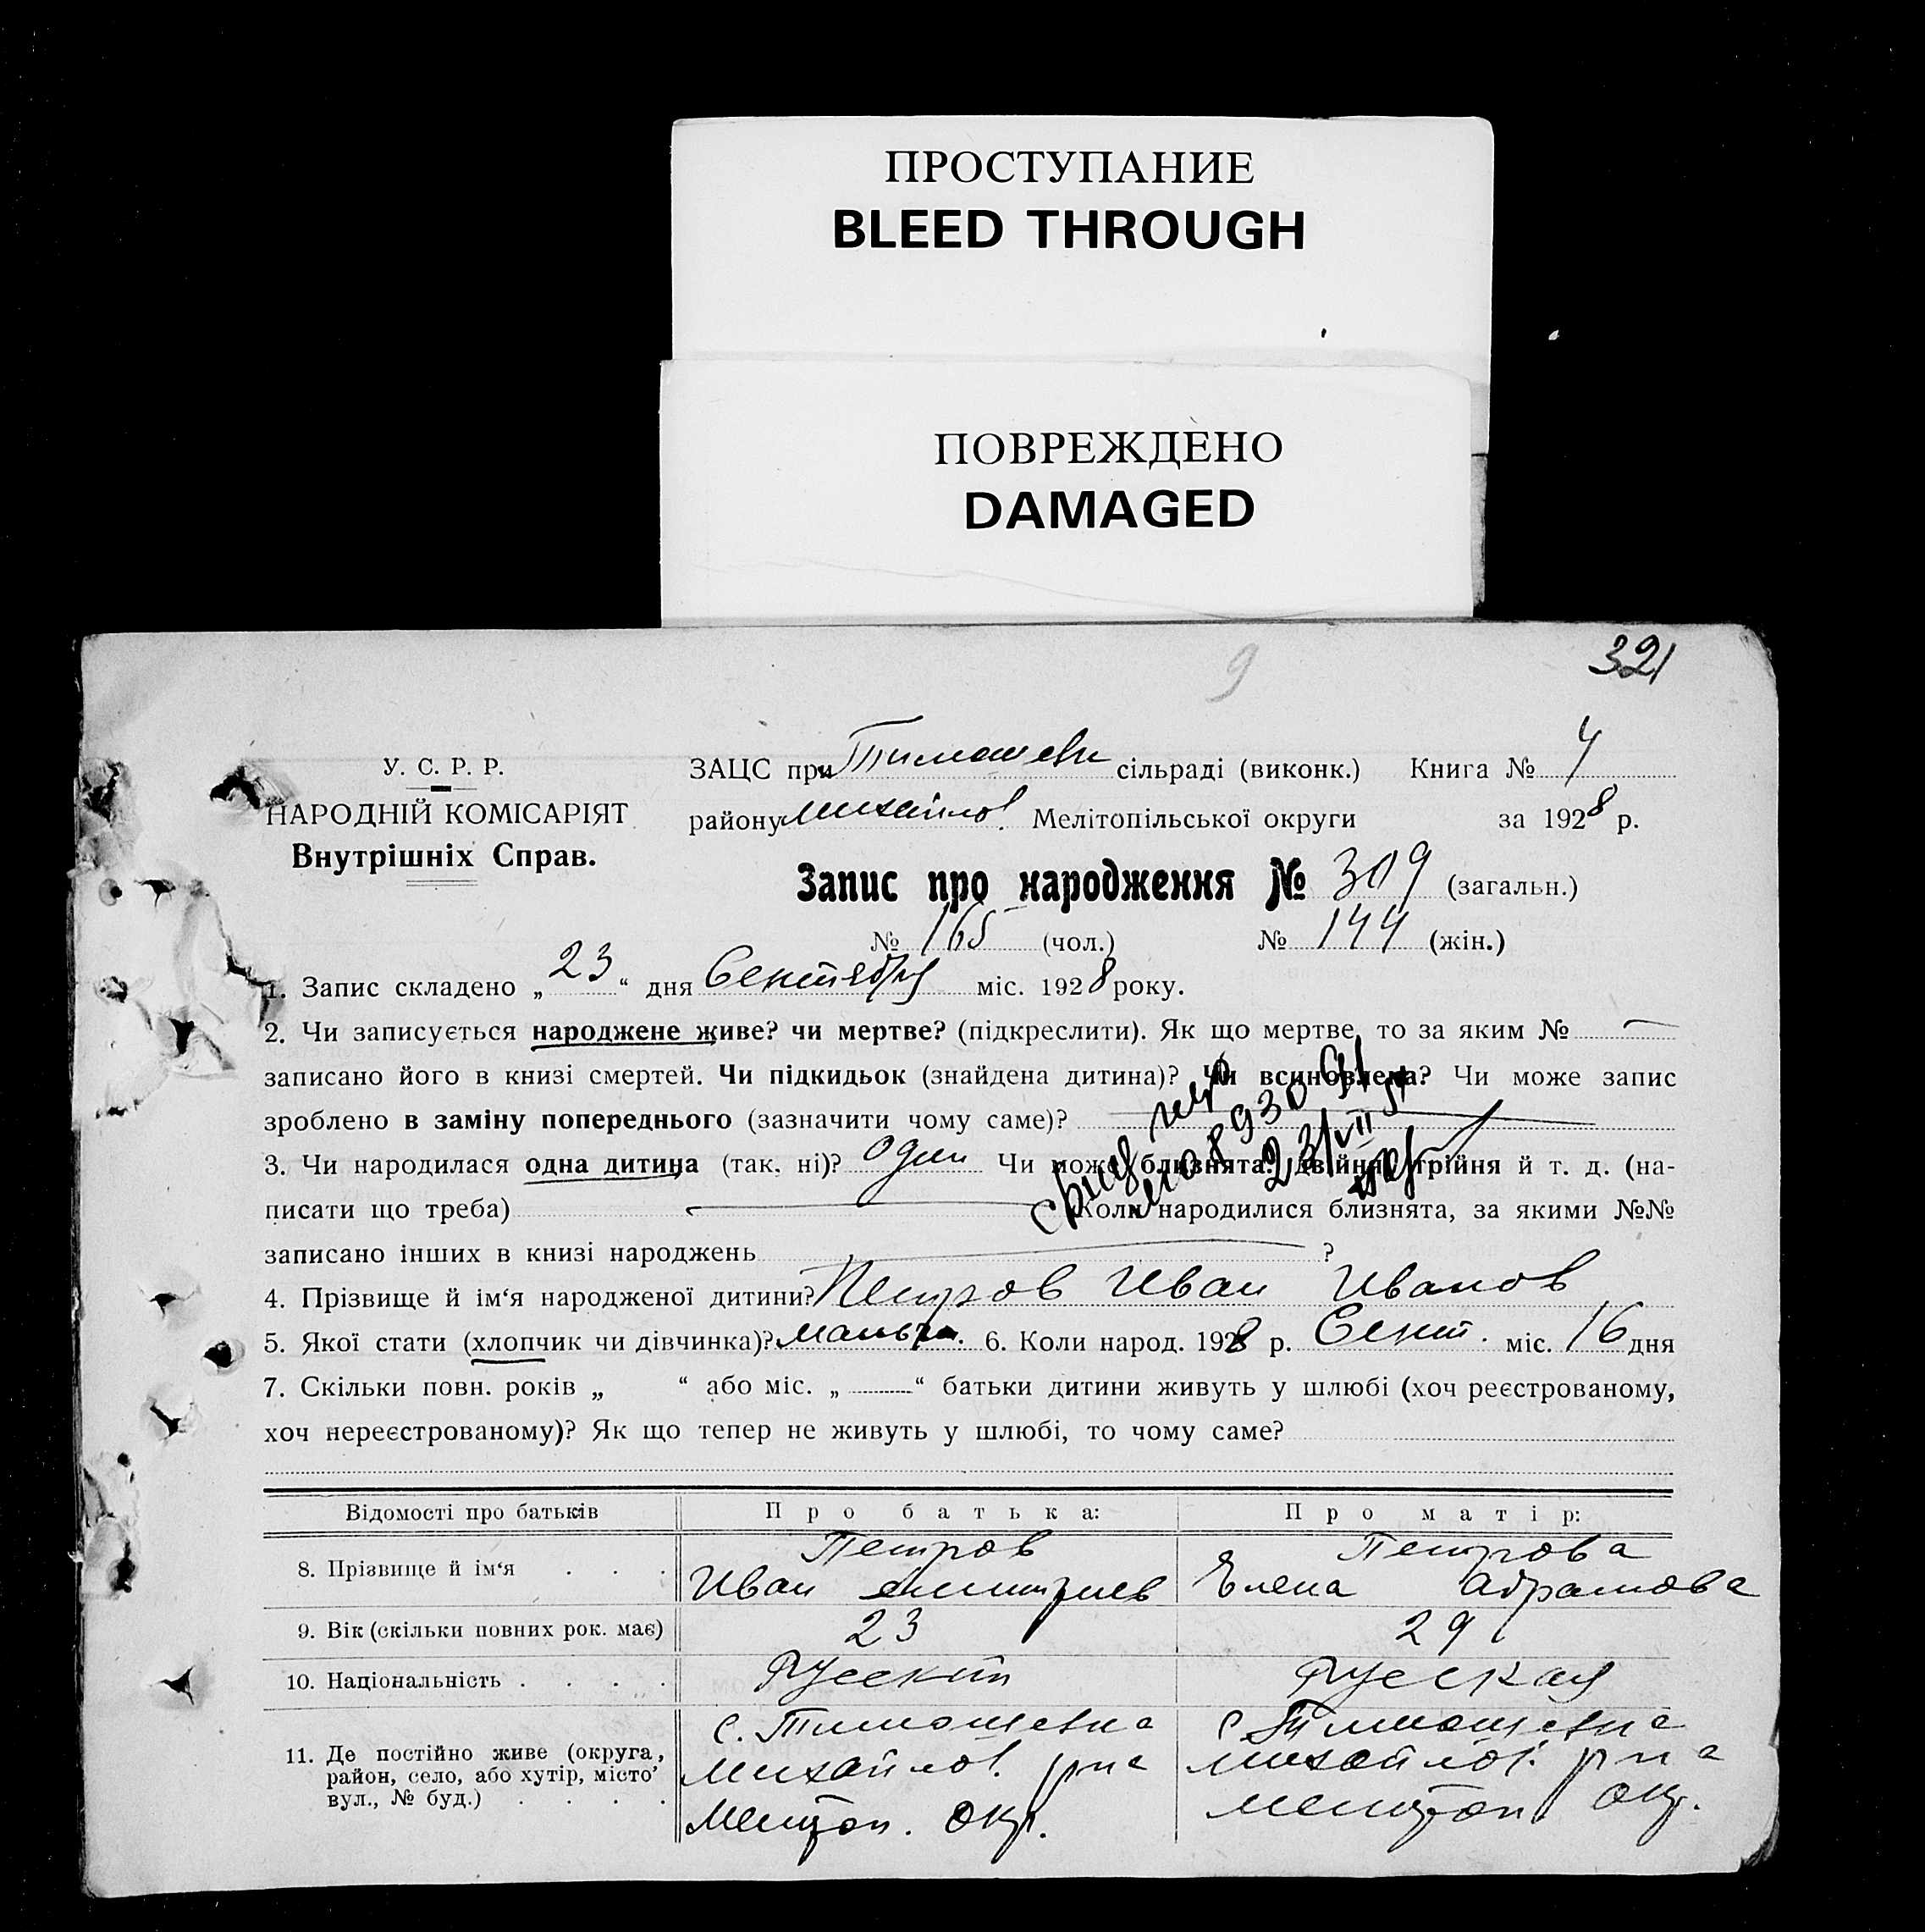 ПРОСТУПАНИЕ
BLEED THROUGH
ПОВРЕЖДЕНО
DAMAGED
9
321
У. С. Р. Р.
НАРОДНІЙ КОМІСАРІЯТ
Внутрішніх Справ.
ЗАЦС при Тимошевк сільраді (виконк.) Книга № 4
району Михайлов. Мелітопільської округи за 1928 р.
Запис про народження № 309 (загальн.)
№ 165 (чол.) № 144 (жін.)
1. Запис складено „23“ дня Сентября міс. 1928 року.
2. Чи записується народжене живе? чи мертве? (підкреслити). Як що мертве, то за яким № —
записано його в книзі смертей. Чи підкидьок (знайдена дитина)? Чи всиновлена? Чи може запис
зроблено в заміну попереднього (зазначити чому саме)?
3. Чи народилася одна дитина (так, ні)? один Чи може близнята? двійня, трійня й т. д. (на-
писати що треба) Коли народилися близнята, за якими №№
записано інших в книзі народжень ?
4. Прізвище й ім‘я народженої дитини? Петров Иван Иванов
5. Якої стати (хлопчик чи дівчинка)? мальч. 6. Коли народ. 1928 р. Сент. міс. 16 дня
7. Скільки повн. років „ “ або міс. „ “ батьки дитини живуть у шлюбі (хоч реєстрованому,
хоч нереєстрованому)? Як що тепер не живуть у шлюбі, то чому саме?
Відомості про батьків Про батька: Про матір:
8. Прізвище й ім‘я . . . Петров Петрова
Иван Дмитриев Елена Абрамова
9. Вік (скільки повних рок. має) 23 29
10. Національність . . . . Русский Русская
11. Де постійно живе (округа, с. Тимошевка с. Тимошевка
район, село, або хутір, місто’ Михайлов. рна Михайлов. рна
вул., № буд.) . . . . Мелитоп. окр. Мелитоп окр.